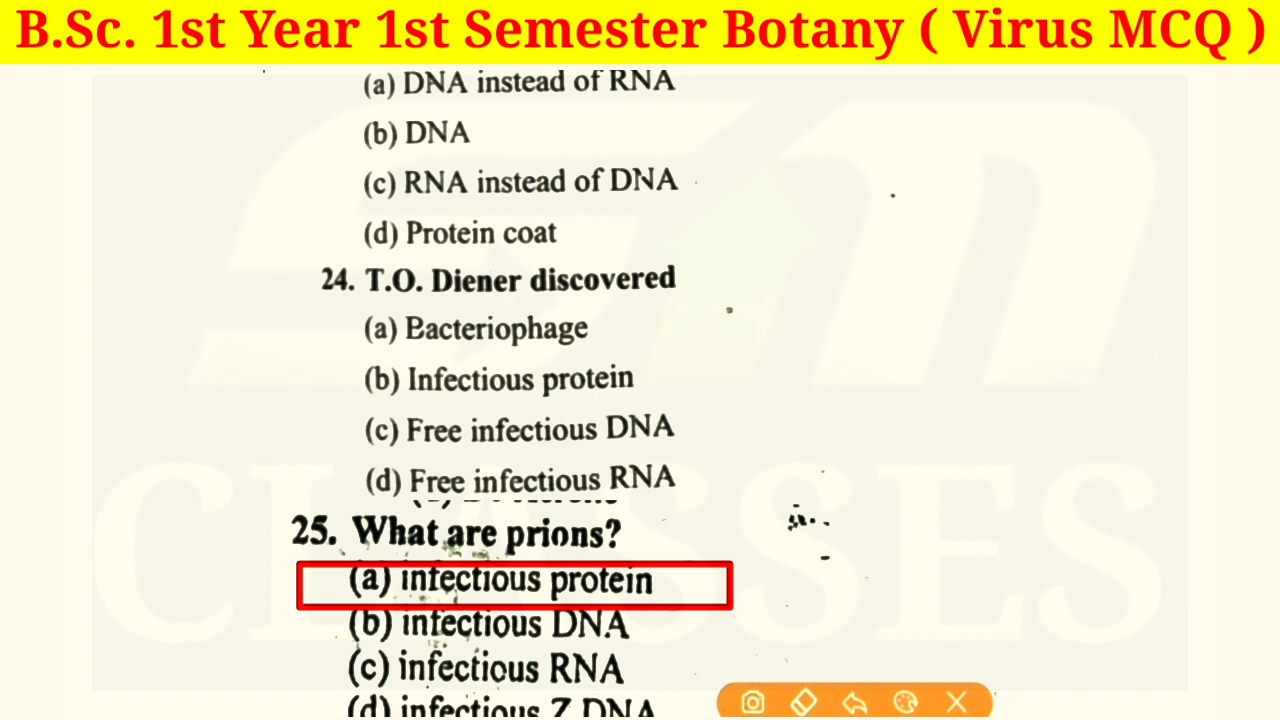 B.Sc. 1st Year 1st Semester Botany ( Virus MCQ )
(a) DNA instead of RNA
(b) DNA
(c) RNA instead of DNA
(d) Protein coat
24. T.O. Diener discovered
(a) Bacteriophage
(b) Infectious protein
(c) Free infectious DNA
(d) Free infectious RNA
25. What are prions?
(a) infectious protein
(b) infectious DNA
(c) infectious RNA
(d) infectious Z DNA
CLASSES